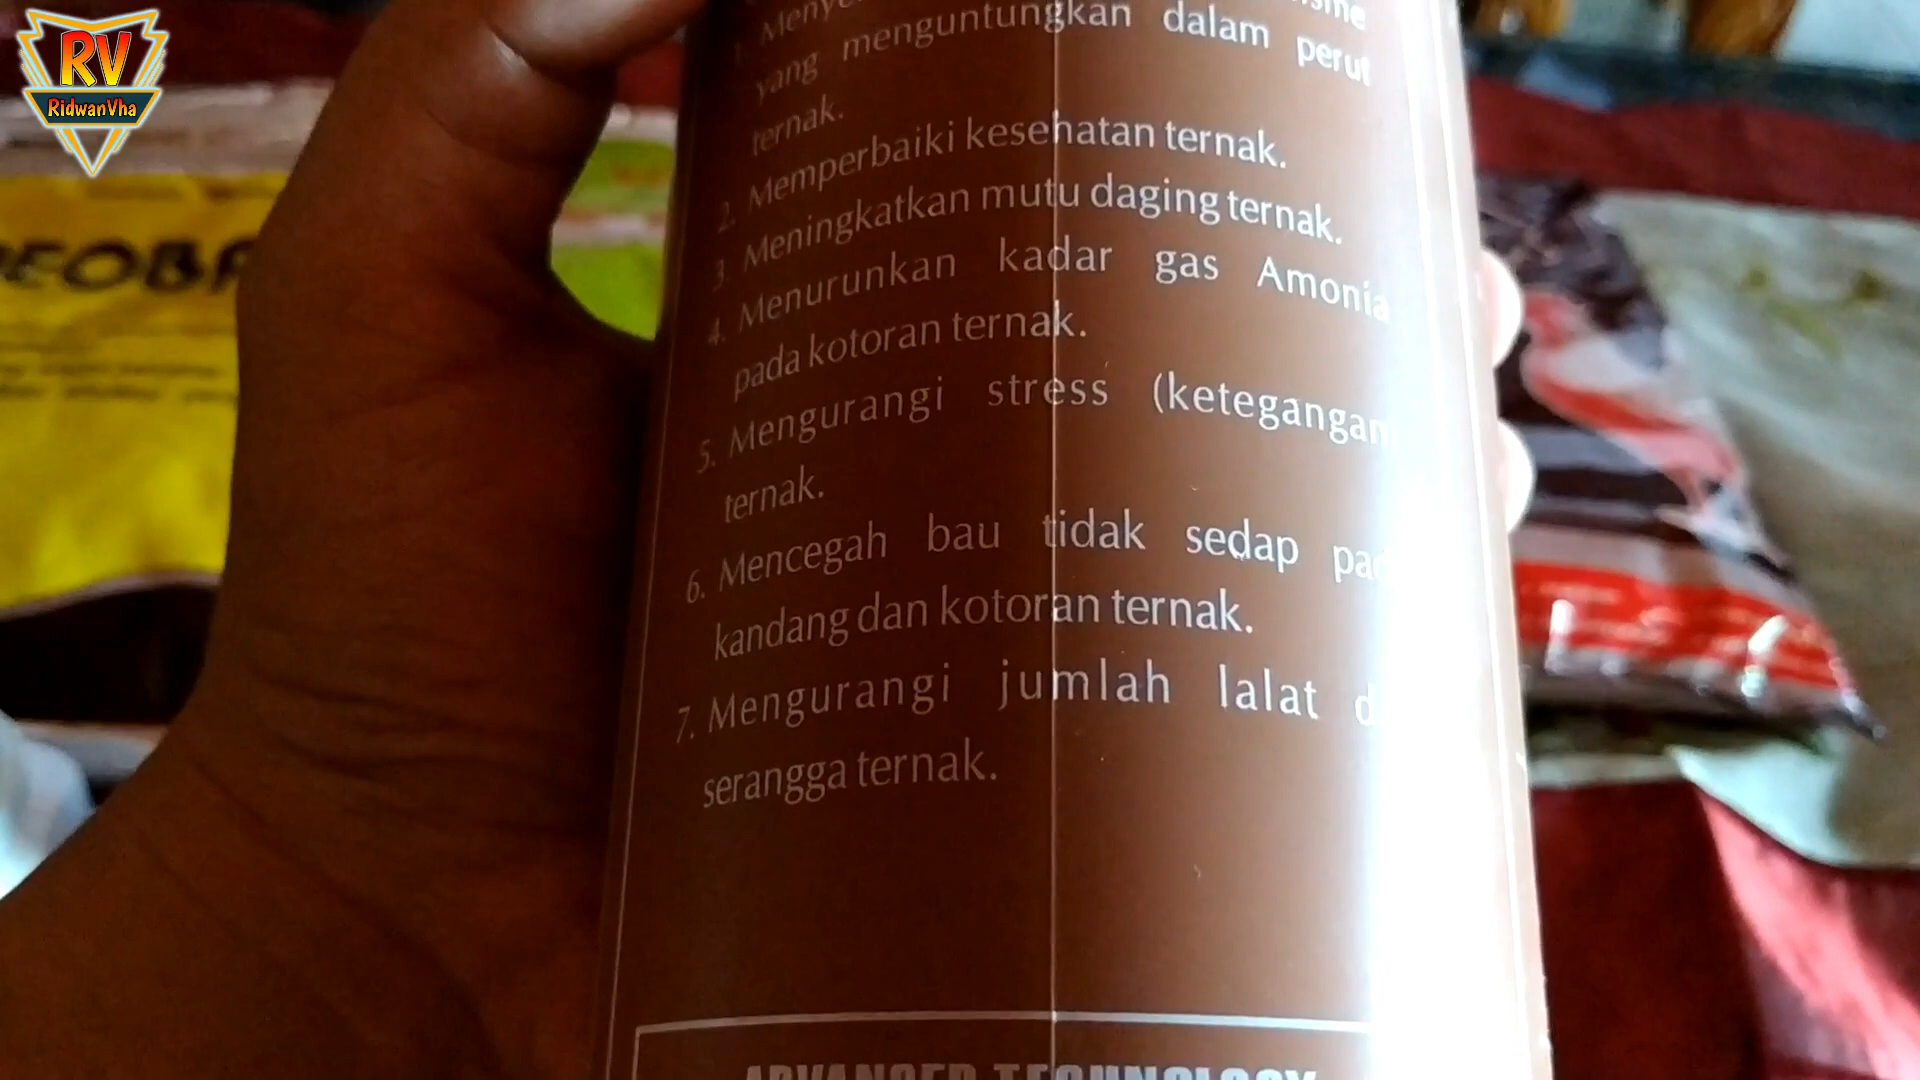 RV
RidwanVha
yang menguntungkan dalam perut
ternak.
2. Memperbaiki kesehatan ternak.
3. Meningkatkan mutu daging ternak.
4. Menurunkan kadar gas Amonia
pada kotoran ternak.
5. Mengurangi stress (ketegangan
ternak.
6. Mencegah bau tidak sedap
kandang dan kotoran ternak.
7. Mengurangi jumlah lalat
serangga ternak.
ADVANCED TECHNOLOGY